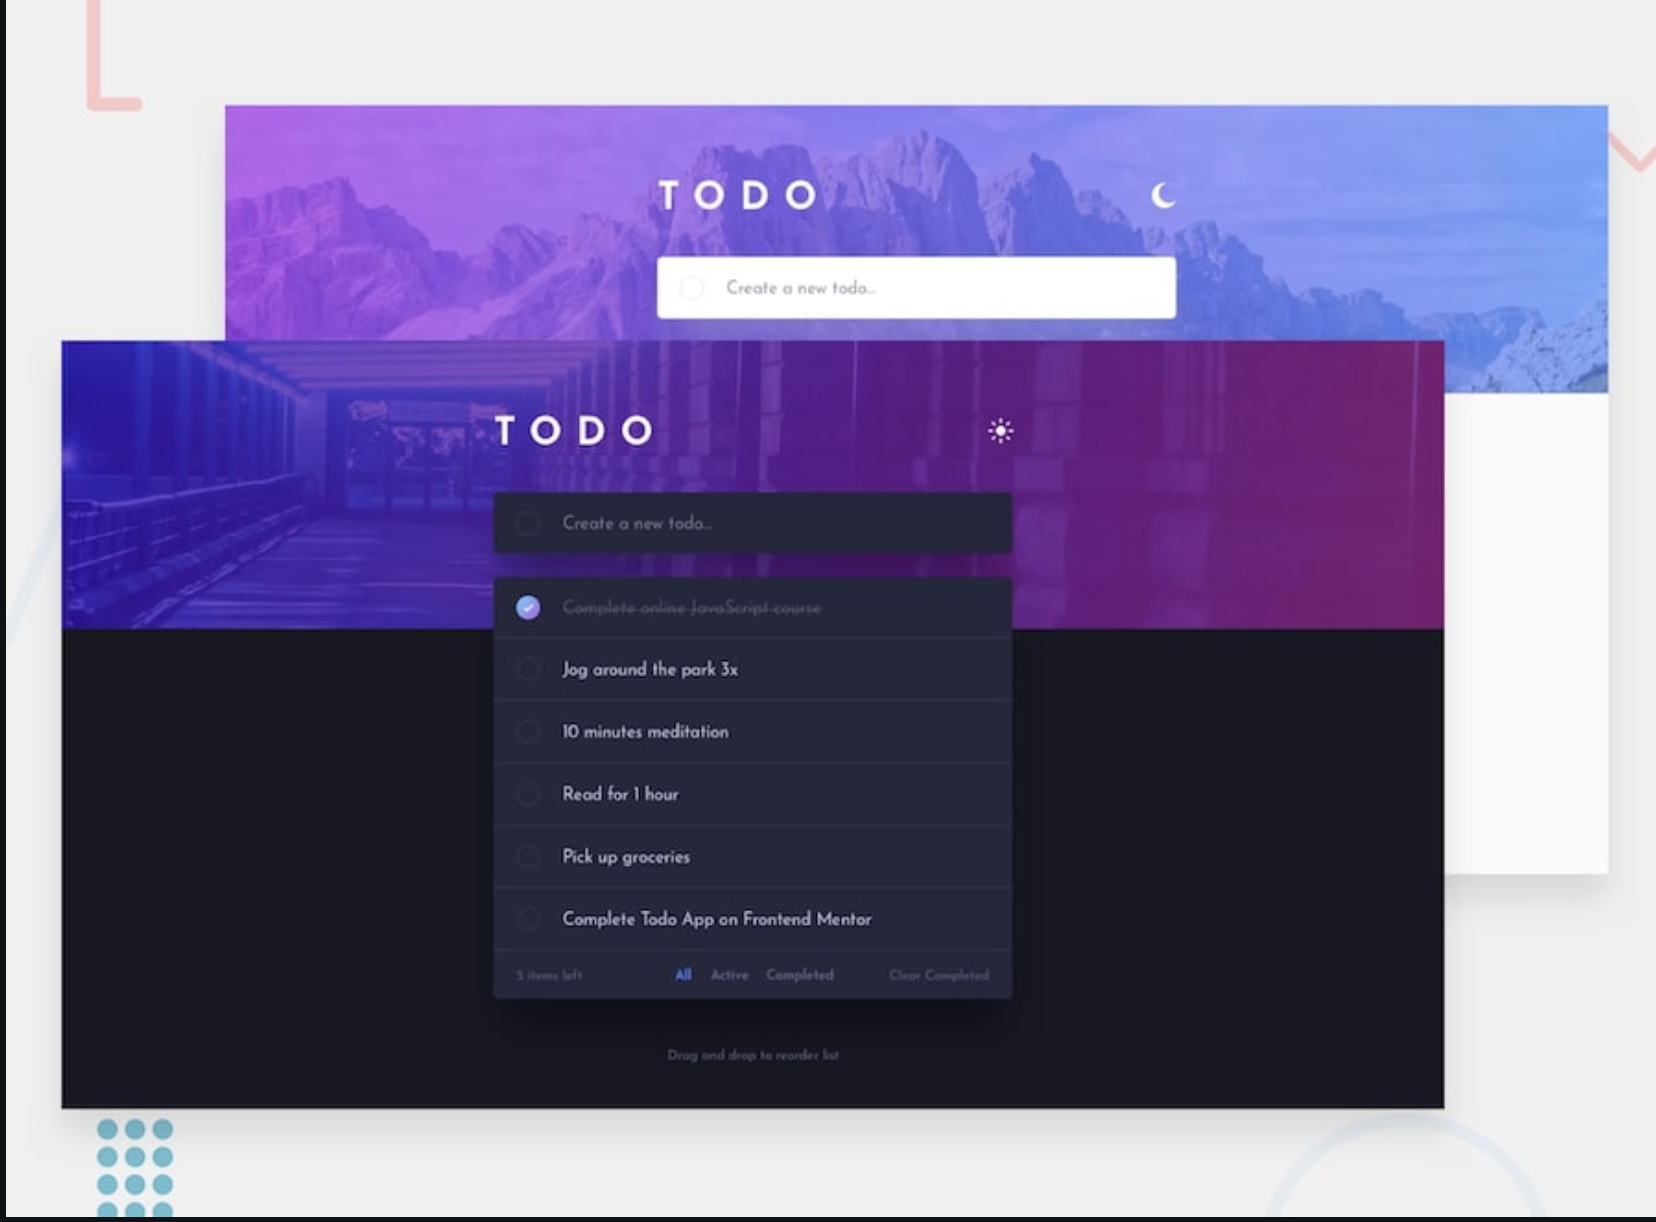 TODO
Create a new todo...
TODO
Create a new todo...
Complete online JavaScript course
Jog around the park 3x
10 minutes meditation
Read for 1 hour
Pick up groceries
Complete Todo App on Frontend Mentor
5 items left All Active Completed Clear Completed
Drag and drop to reorder list